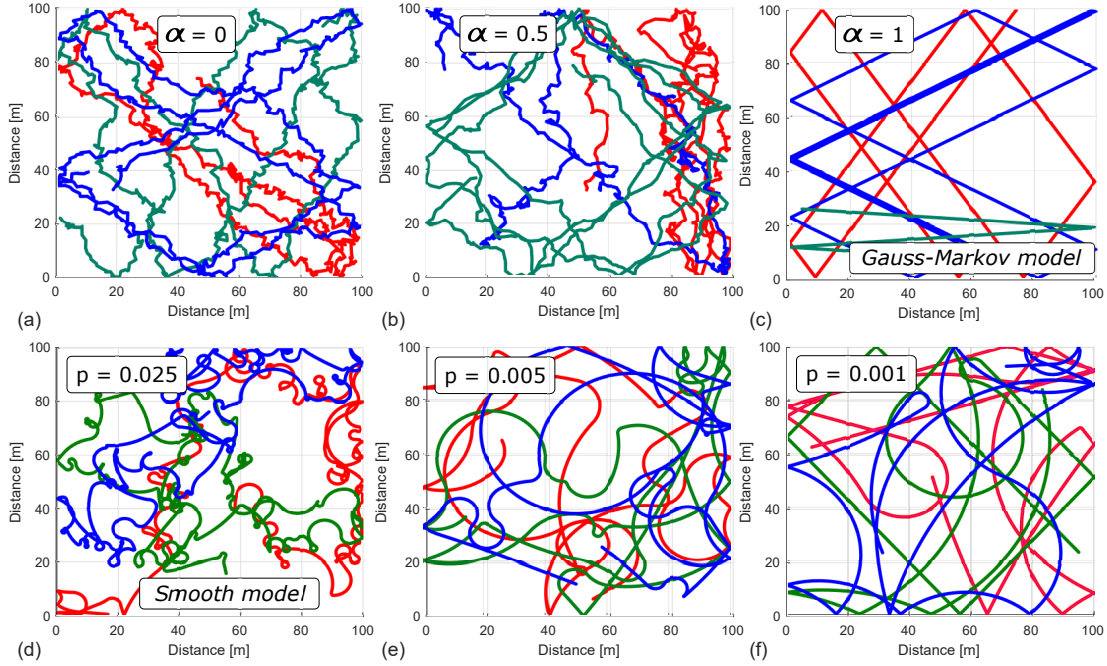 α = 0
100
80
60
40
20
0
Distance [m]
0 20 40 60 80 100
Distance [m]
(a)
α = 0.5
100
80
60
40
20
0
Distance [m]
0 20 40 60 80 100
Distance [m]
(b)
α = 1
100
80
60
40
20
0
Distance [m]
Gauss-Markov model
0 20 40 60 80 100
Distance [m]
(c)
p = 0.025
100
80
60
40
20
0
Distance [m]
Smooth model
0 20 40 60 80 100
Distance [m]
(d)
p = 0.005
100
80
60
40
20
0
Distance [m]
0 20 40 60 80 100
Distance [m]
(e)
p = 0.001
100
80
60
40
20
0
Distance [m]
0 20 40 60 80 100
Distance [m]
(f)